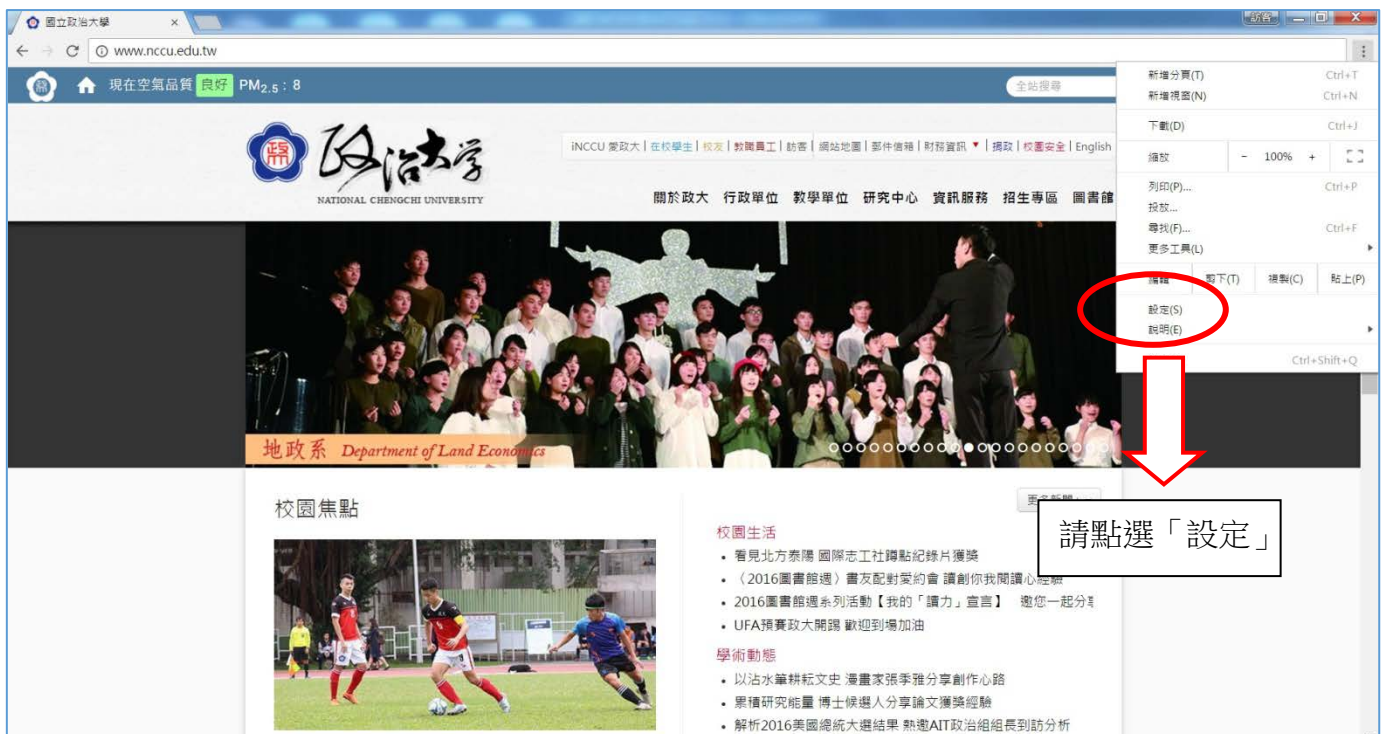 國立政治大學
訪客
www.nccu.edu.tw
現在空氣品質 良好 PM2.5 : 8
全站搜尋
新增分頁(T) Ctrl+T
新增視窗(N) Ctrl+N
下載(D) Ctrl+J
縮放 - 100% +
列印(P)... Ctrl+P
投放...
尋找(F)... Ctrl+F
更多工具(L)
編輯 剪下(T) 複製(C) 貼上(P)
設定(S)
說明(E)
Ctrl+Shift+Q
政治大學
NATIONAL CHENGCHI UNIVERSITY
iNCCU 愛政大 | 在校學生 | 校友 | 教職員工 | 訪客 | 網站地圖 | 郵件信箱 | 財務資訊 ▼ | 捐政 | 校園安全 | English
關於政大 行政單位 教學單位 研究中心 資訊服務 招生專區 圖書館
地政系 Department of Land Economics
請點選「設定」
校園焦點
校園生活
• 看見北方泰陽 國際志工社蹲點紀錄片獲獎
• 〈2016圖書館週〉書友配對愛約會 讀創你我閱讀心經驗
• 2016圖書館週系列活動【我的「讀力」宣言】 邀您一起分享
• UFA預賽政大開踢 歡迎到場加油
學術動態
• 以沾水筆耕耘文史 漫畫家張季雅分享創作心路
• 累積研究能量 博士候選人分享論文獲獎經驗
• 解析2016美國總統大選結果 熱邀AIT政治組組長到訪分析